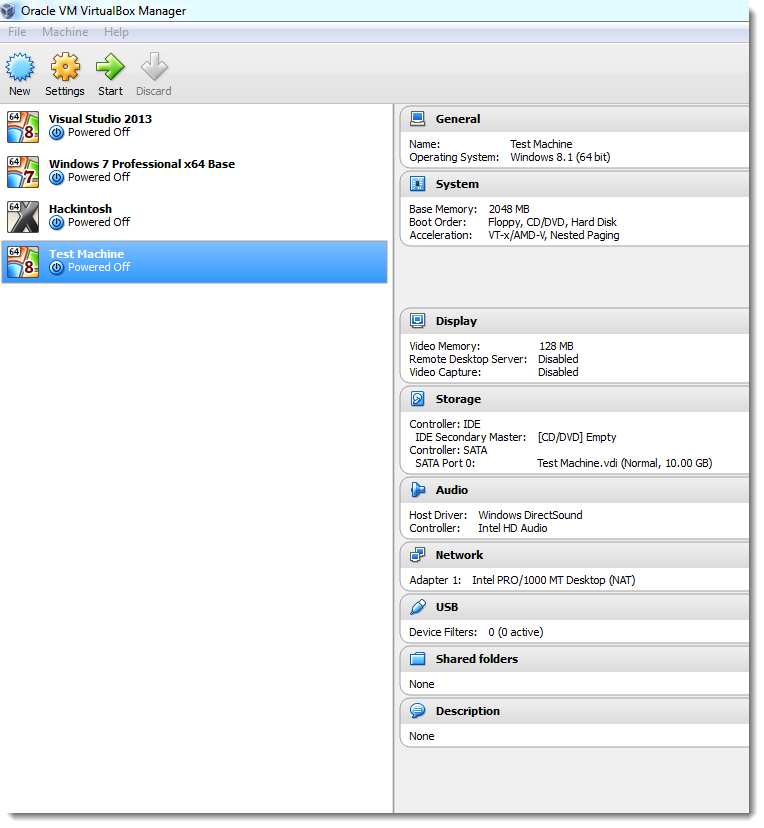 Oracle VM VirtualBox Manager
File Machine Help
New Settings Start Discard
64 8 Visual Studio 2013
Powered Off
64 7 Windows 7 Professional x64 Base
Powered Off
64 X Hackintosh
Powered Off
64 8 Test Machine
Powered Off
General
Name: Test Machine
Operating System: Windows 8.1 (64 bit)
System
Base Memory: 2048 MB
Boot Order: Floppy, CD/DVD, Hard Disk
Acceleration: VT-x/AMD-V, Nested Paging
Display
Video Memory: 128 MB
Remote Desktop Server: Disabled
Video Capture: Disabled
Storage
Controller: IDE
IDE Secondary Master: [CD/DVD] Empty
Controller: SATA
SATA Port 0: Test Machine.vdi (Normal, 10.00 GB)
Audio
Host Driver: Windows DirectSound
Controller: Intel HD Audio
Network
Adapter 1: Intel PRO/1000 MT Desktop (NAT)
USB
Device Filters: 0 (0 active)
Shared folders
None
Description
None